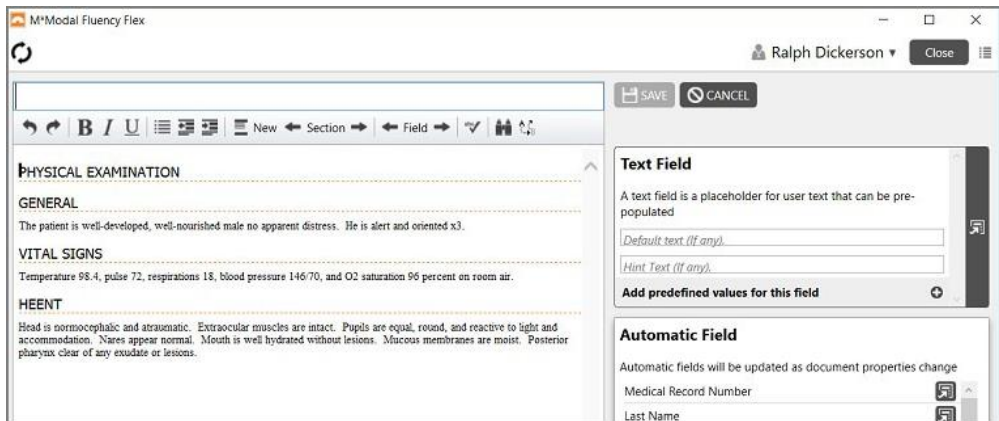 M*Modal Fluency Flex
Ralph Dickerson
Close
SAVE
CANCEL
B I U
New
Section
Field
PHYSICAL EXAMINATION
GENERAL
The patient is well-developed, well-nourished male no apparent distress. He is alert and oriented x3.
VITAL SIGNS
Temperature 98.4, pulse 72, respirations 18, blood pressure 146/70, and O2 saturation 96 percent on room air.
HEENT
Head is normocephalic and atraumatic. Extraocular muscles are intact. Pupils are equal, round, and reactive to light and
accommodation. Nares appear normal. Mouth is well hydrated without lesions. Mucous membranes are moist. Posterior
pharynx clear of any exudate or lesions.
Text Field
A text field is a placeholder for user text that can be pre-
populated
Default text (If any).
Hint Text (If any).
Add predefined values for this field
Automatic Field
Automatic fields will be updated as document properties change
Medical Record Number
Last Name